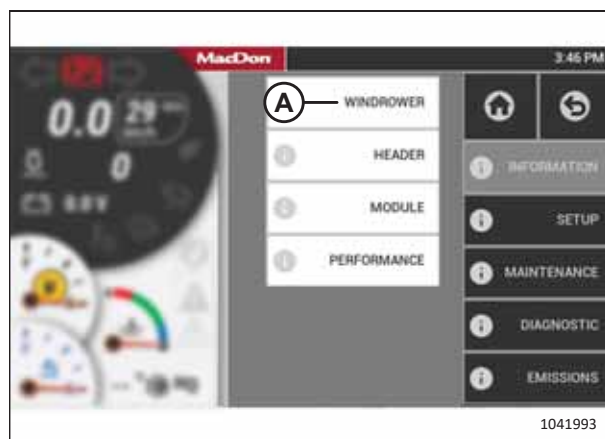 MacDon
3:46 PM
0.0
29
0
A
WINDROWER
HEADER
MODULE
PERFORMANCE
INFORMATION
SETUP
MAINTENANCE
DIAGNOSTIC
EMISSIONS
1041993